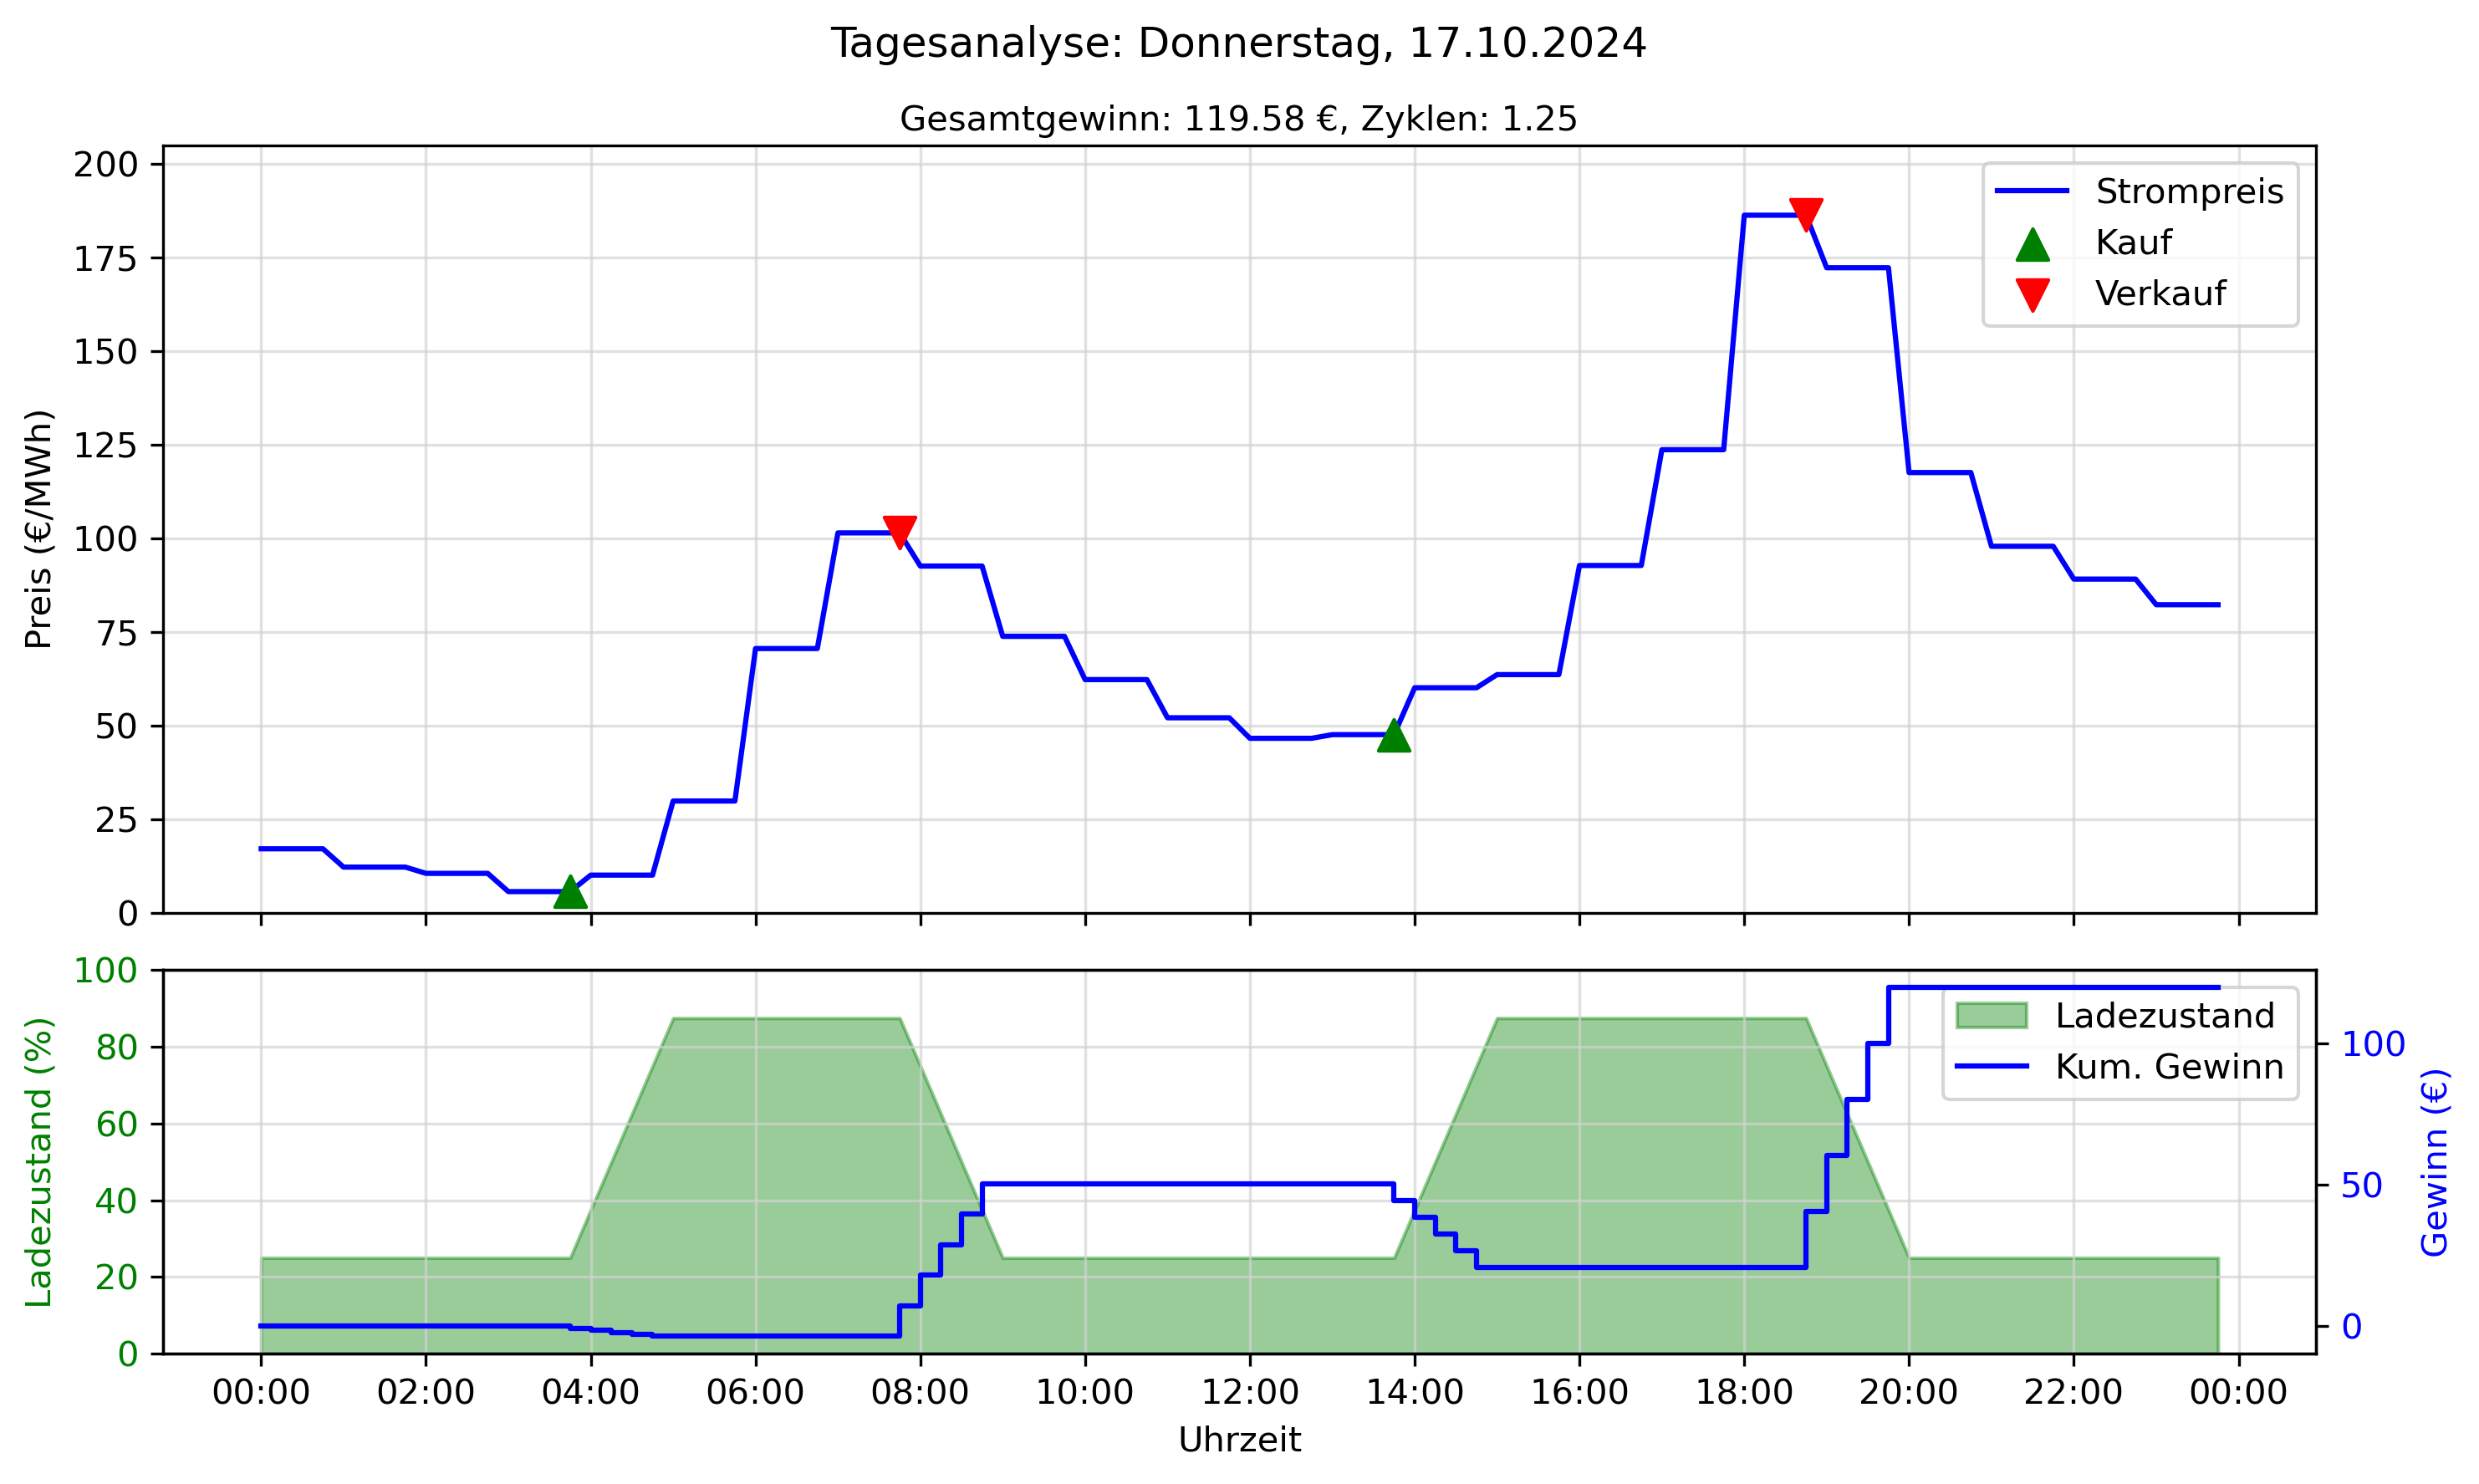 Tagesanalyse: Donnerstag, 17.10.2024
Gesamtgewinn: 119.58 €, Zyklen: 1.25
Preis (€/MWh)
200
175
150
125
100
75
50
25
0
Strompreis
Kauf
Verkauf
Ladezustand (%)
100
80
60
40
20
0
Ladezustand
Kum. Gewinn
100
50
0
Gewinn (€)
00:00 02:00 04:00 06:00 08:00 10:00 12:00 14:00 16:00 18:00 20:00 22:00 00:00
Uhrzeit